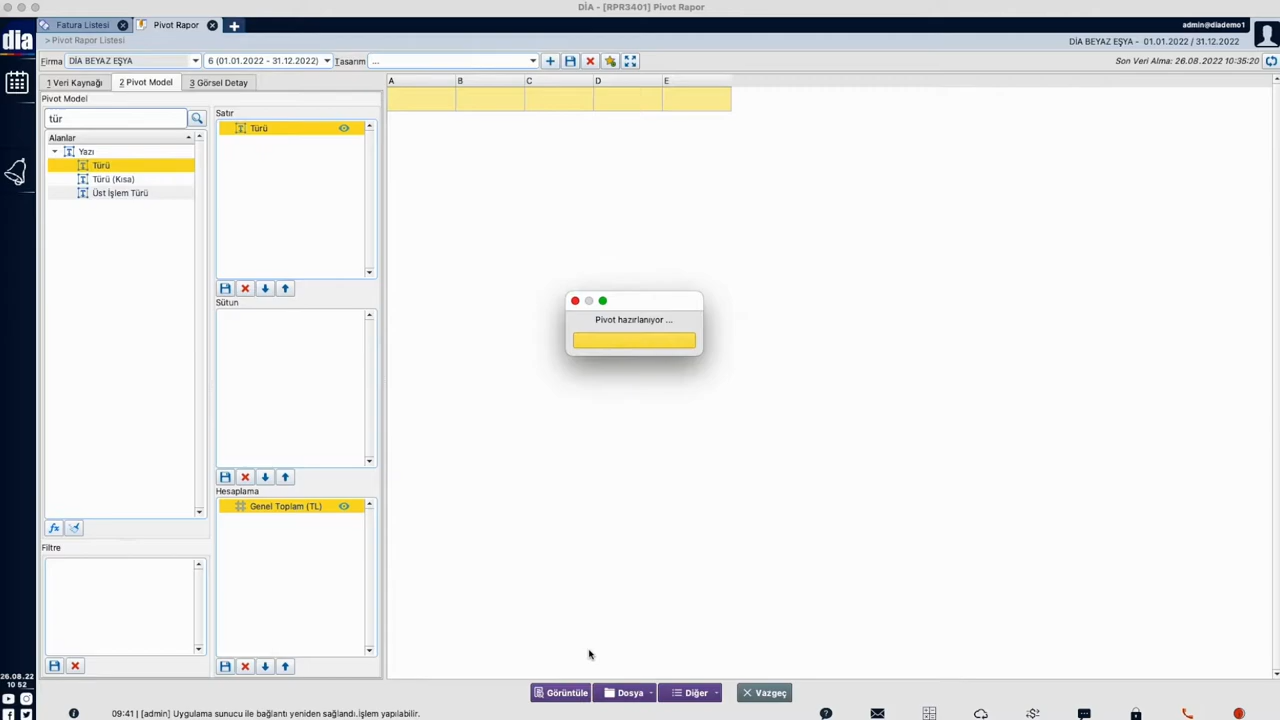 DİA - [RPR3401] Pivot Rapor
Fatura Listesi
Pivot Rapor
admin@diademo1
dia
> Pivot Rapor Listesi
DİA BEYAZ EŞYA - 01.01.2022 / 31.12.2022
Firma DİA BEYAZ EŞYA 6 (01.01.2022 - 31.12.2022) Tasarım ...
Son Veri Alma: 26.08.2022 10:35:20
1 Veri Kaynağı 2 Pivot Model 3 Görsel Detay
A B C D E
Pivot Model
tür
Alanlar
Yazı
Türü
Türü (Kısa)
Üst İşlem Türü
fx
Filtre
Satır
Türü
Sütun
Hesaplama
Genel Toplam (TL)
Pivot hazırlanıyor ...
Görüntüle Dosya Diğer Vazgeç
26.08.22
10 52
09:41 | [admin] Uygulama sunucu ile bağlantı yeniden sağlandı.İşlem yapılabilir.